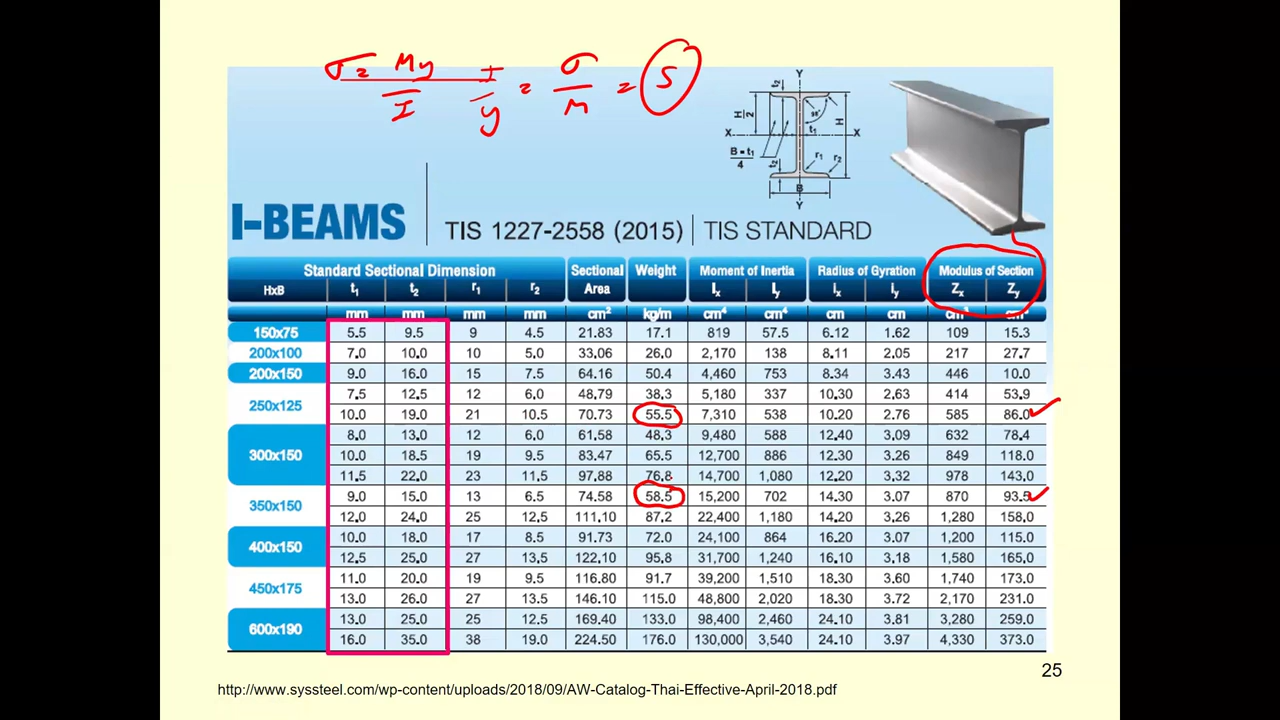 σ = My / I   I / y = σ / M = S
I-BEAMS TIS 1227-2558 (2015) TIS STANDARD
Y
t2
H/2
H
98°
t1
X X
B-t1/4
t2
r1 r2
B
Y
Standard Sectional Dimension Sectional Weight Moment of Inertia Radius of Gyration Modulus of Section
HxB t1 t2 r1 r2 Area Ix Iy ix iy Zx Zy
mm mm mm mm cm² kg/m cm⁴ cm⁴ cm cm cm³ cm³
150x75 5.5 9.5 9 4.5 21.83 17.1 819 57.5 6.12 1.62 109 15.3
200x100 7.0 10.0 10 5.0 33.06 26.0 2,170 138 8.11 2.05 217 27.7
200x150 9.0 16.0 15 7.5 64.16 50.4 4,460 753 8.34 3.43 446 10.0
250x125 7.5 12.5 12 6.0 48.79 38.3 5,180 337 10.30 2.63 414 53.9
10.0 19.0 21 10.5 70.73 55.5 7,310 538 10.20 2.76 585 86.0
300x150 8.0 13.0 12 6.0 61.58 48.3 9,480 588 12.40 3.09 632 78.4
10.0 18.5 19 9.5 83.47 65.5 12,700 886 12.30 3.26 849 118.0
11.5 22.0 23 11.5 97.88 76.8 14,700 1,080 12.20 3.32 978 143.0
350x150 9.0 15.0 13 6.5 74.58 58.5 15,200 702 14.30 3.07 870 93.5
12.0 24.0 25 12.5 111.10 87.2 22,400 1,180 14.20 3.26 1,280 158.0
400x150 10.0 18.0 17 8.5 91.73 72.0 24,100 864 16.20 3.07 1,200 115.0
12.5 25.0 27 13.5 122.10 95.8 31,700 1,240 16.10 3.18 1,580 165.0
450x175 11.0 20.0 19 9.5 116.80 91.7 39,200 1,510 18.30 3.60 1,740 173.0
13.0 26.0 27 13.5 146.10 115.0 48,800 2,020 18.30 3.72 2,170 231.0
600x190 13.0 25.0 25 12.5 169.40 133.0 98,400 2,460 24.10 3.81 3,280 259.0
16.0 35.0 38 19.0 224.50 176.0 130,000 3,540 24.10 3.97 4,330 373.0
25
http://www.syssteel.com/wp-content/uploads/2018/09/AW-Catalog-Thai-Effective-April-2018.pdf